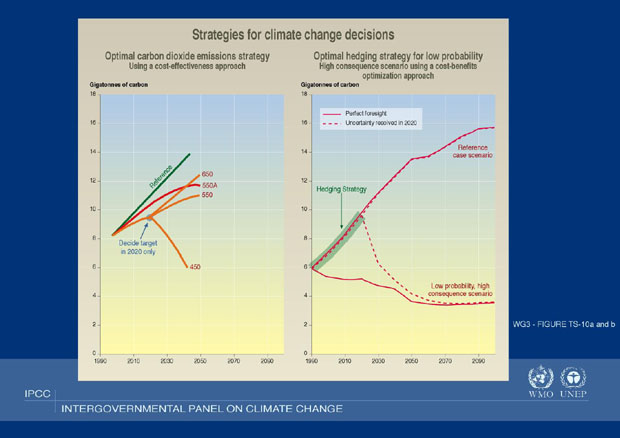 Strategies for climate change decisions
Optimal carbon dioxide emissions strategy
Using a cost-effectiveness approach
Gigatonnes of carbon
18
16
14
12
10
8
6
4
2
0
1990
2010
2030
2050
2070
2090
Reference
650
550A
550
450
Decide target
in 2020 only
Optimal hedging strategy for low probability
High consequence scenario using a cost-benefits
optimization approach
Gigatonnes of carbon
18
16
14
12
10
8
6
4
2
0
1990
2010
2030
2050
2070
2090
Perfect foresight
Uncertainty resolved in 2020
Reference
case scenario
Hedging Strategy
Low probability, high
consequence scenario
WG3 - FIGURE TS-10a and b
IPCC
INTERGOVERNMENTAL PANEL ON CLIMATE CHANGE
WMO UNEP